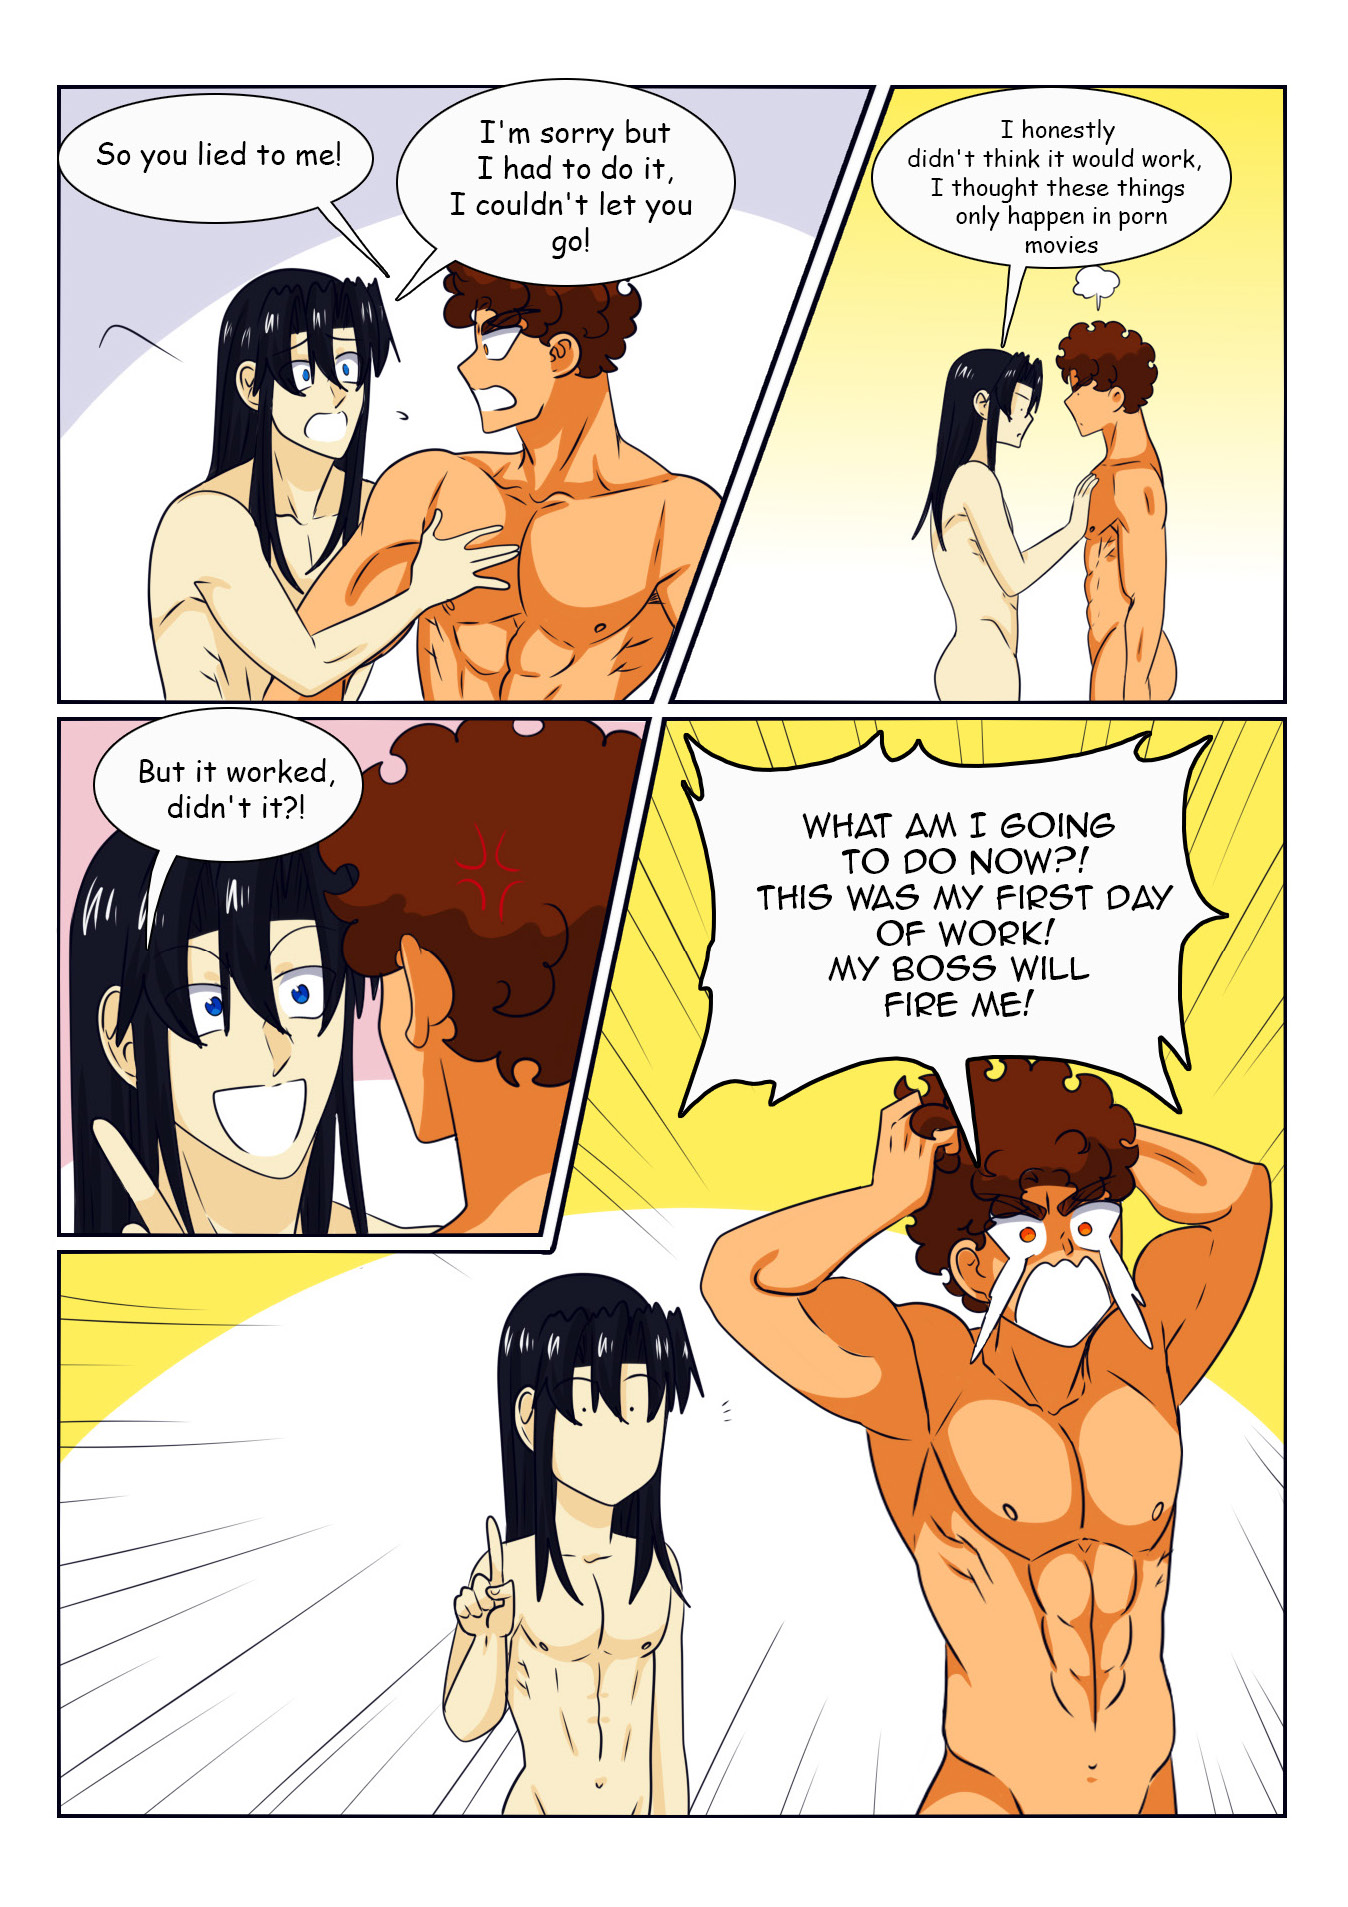 So you lied to me!
I'm sorry but
I had to do it,
I couldn't let you
go!
I honestly
didn't think it would work,
I thought these things
only happen in porn
movies
But it worked,
didn't it?!
WHAT AM I GOING
TO DO NOW?!
THIS WAS MY FIRST DAY
OF WORK!
MY BOSS WILL
FIRE ME!